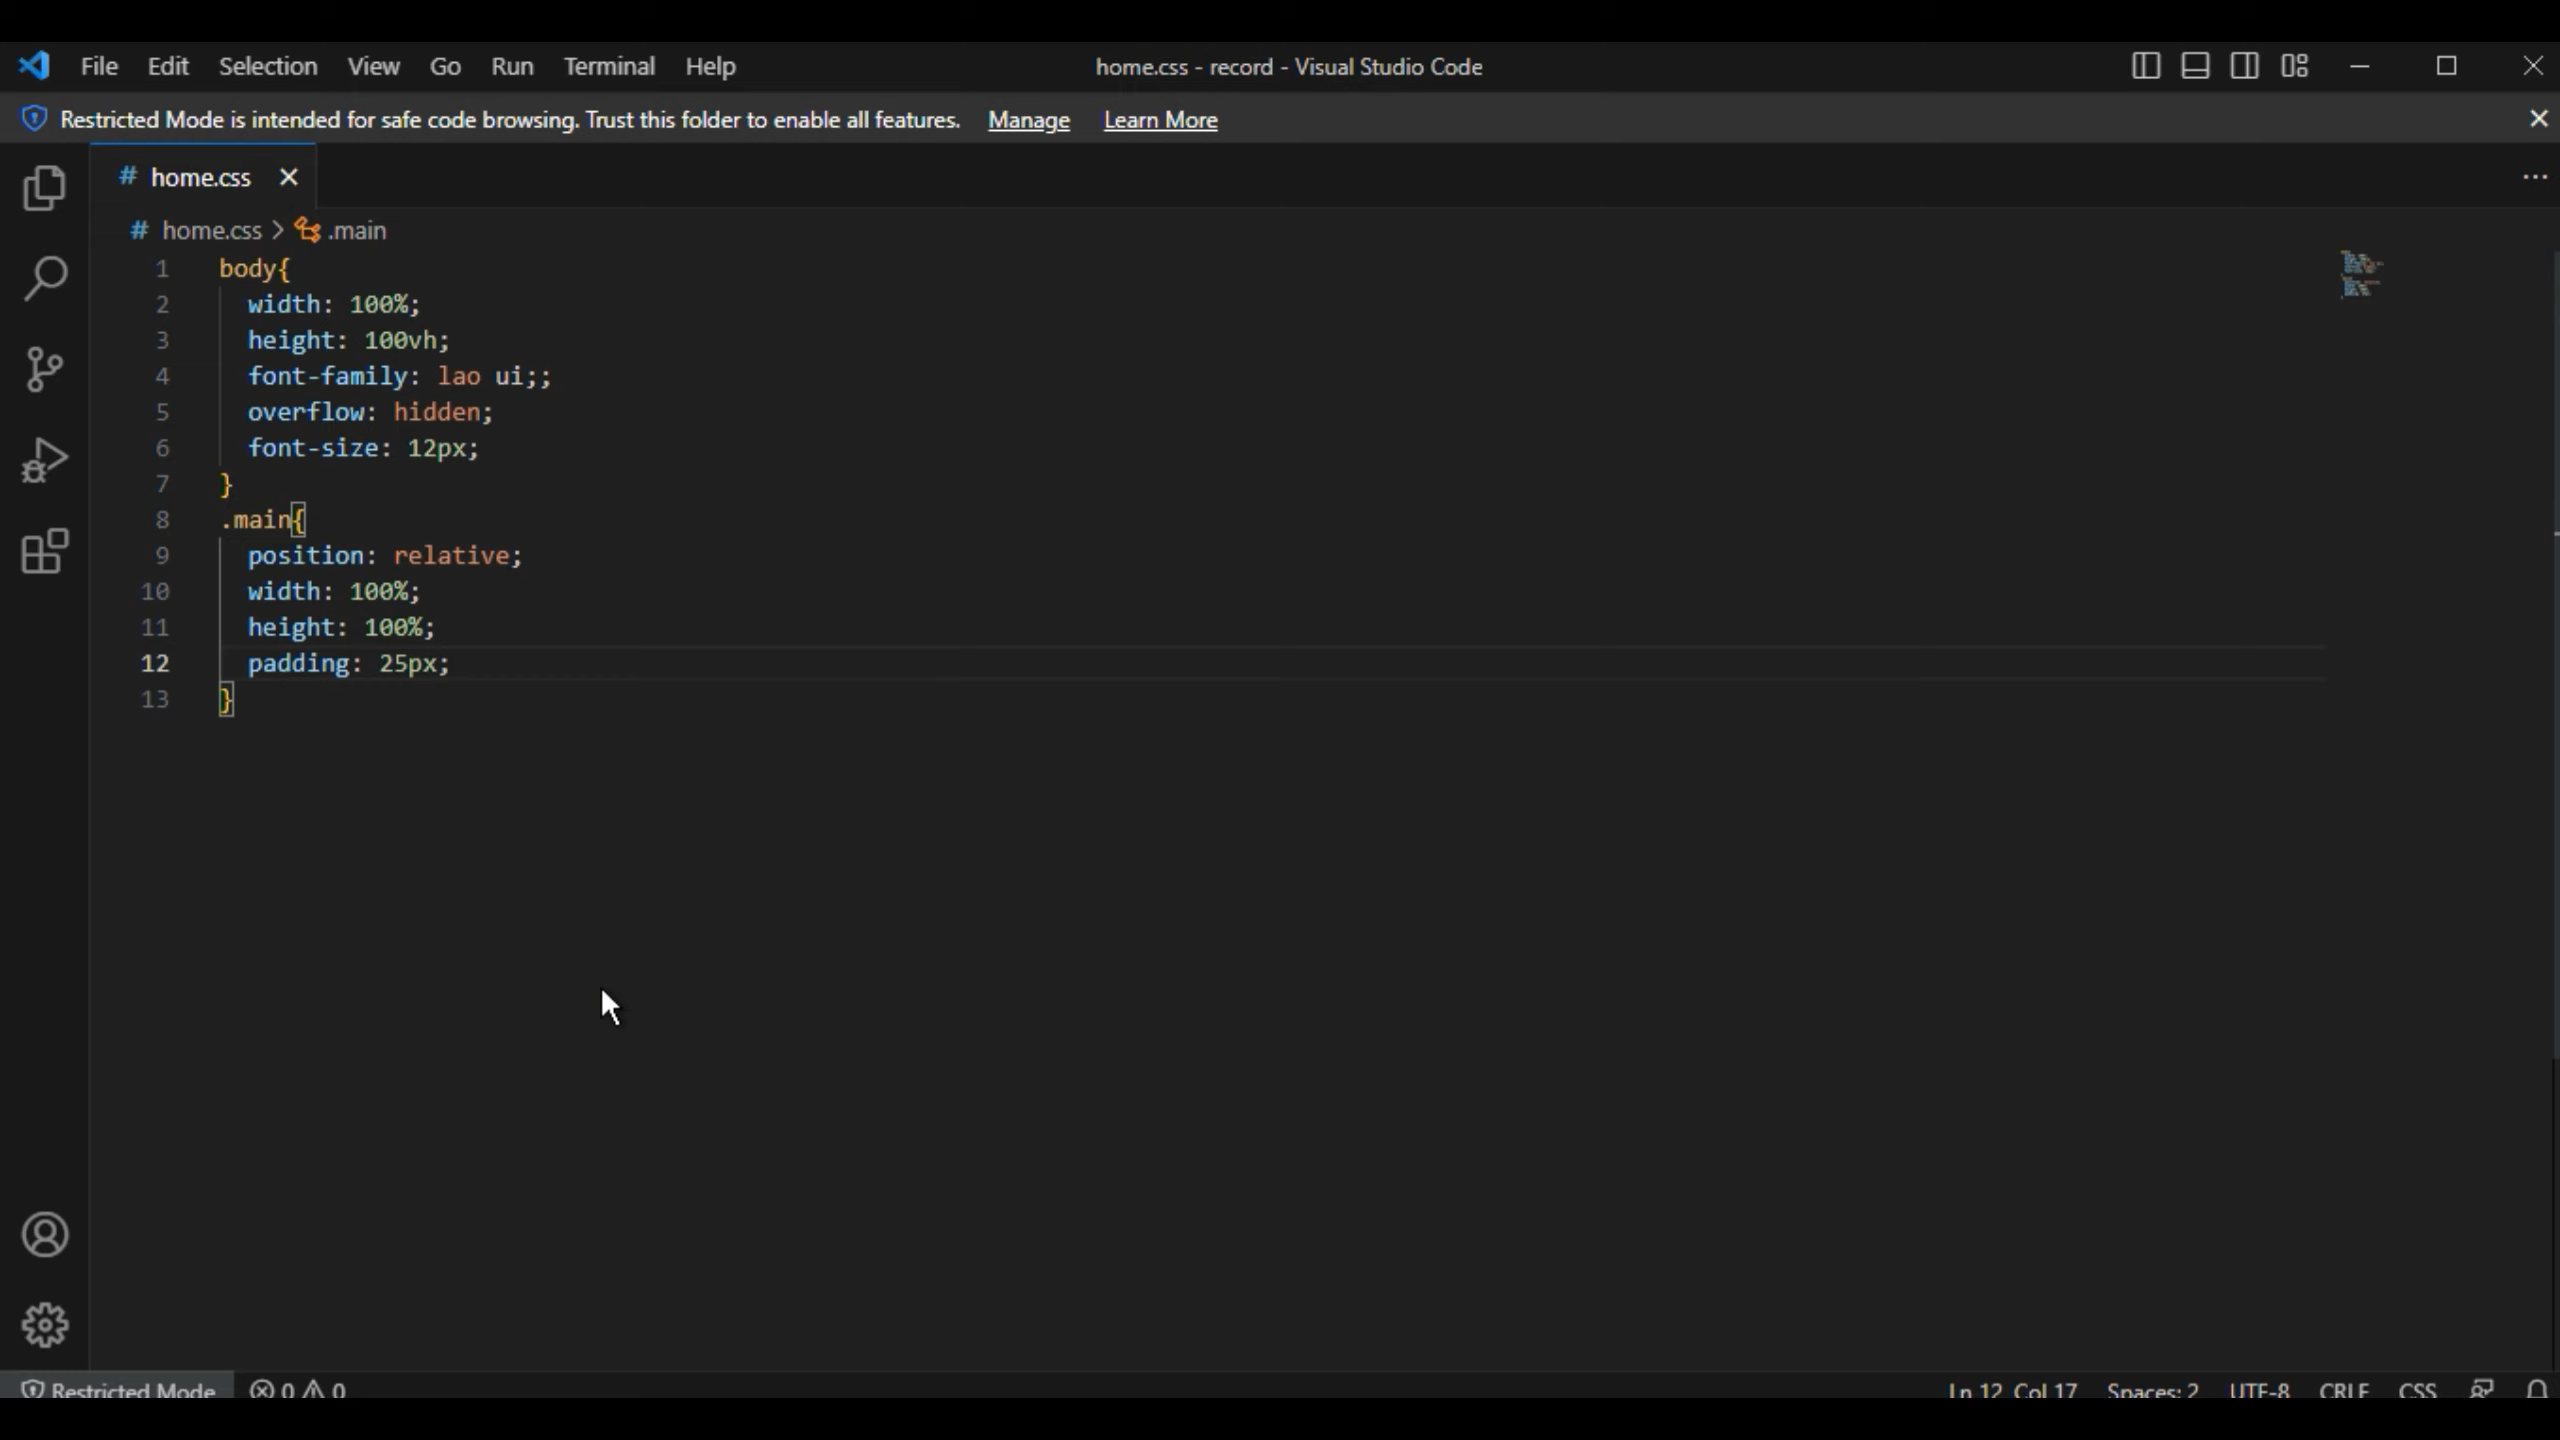 File Edit Selection View Go Run Terminal Help home.css - record - Visual Studio Code
Restricted Mode is intended for safe code browsing. Trust this folder to enable all features. Manage Learn More
# home.css
# home.css > .main
1 body{
2 width: 100%;
3 height: 100vh;
4 font-family: lao ui;;
5 overflow: hidden;
6 font-size: 12px;
7 }
8 .main{
9 position: relative;
10 width: 100%;
11 height: 100%;
12 padding: 25px;
13 }
Restricted Mode 0 0 Ln 12, Col 17 Spaces: 2 UTF-8 CRLF CSS